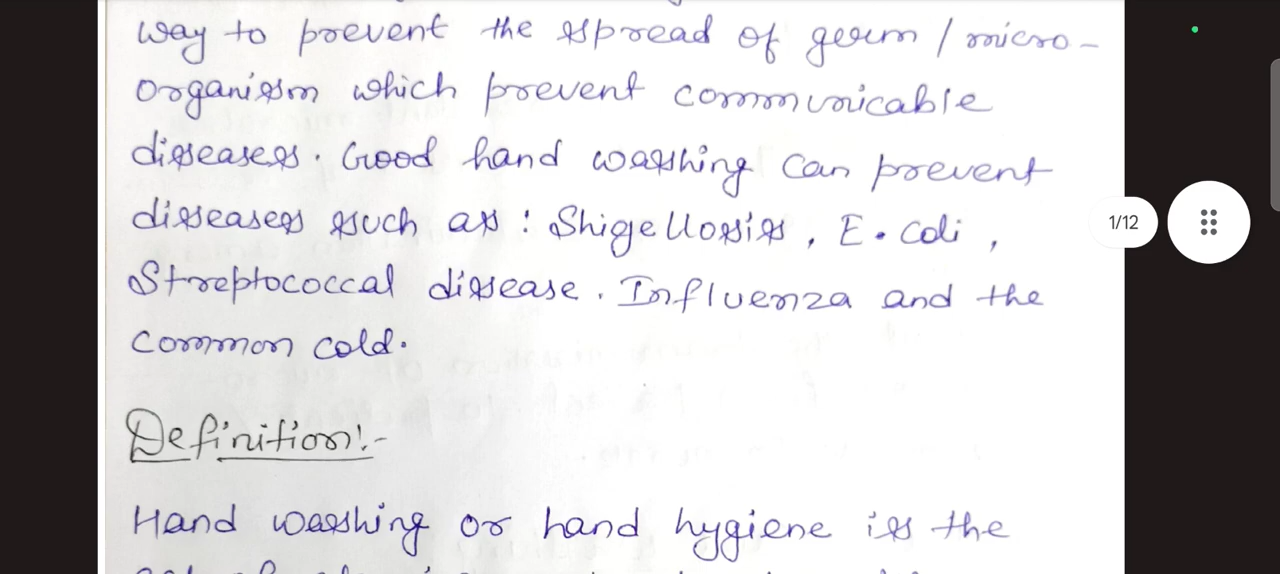 way to prevent the spread of germ / micro-
organism which prevent communicable
diseases. Good hand washing can prevent
diseases such as : Shigellosis, E. coli,
Streptococcal disease. Influenza and the
common cold.
1/12
Definition:-
Hand washing or hand hygiene is the